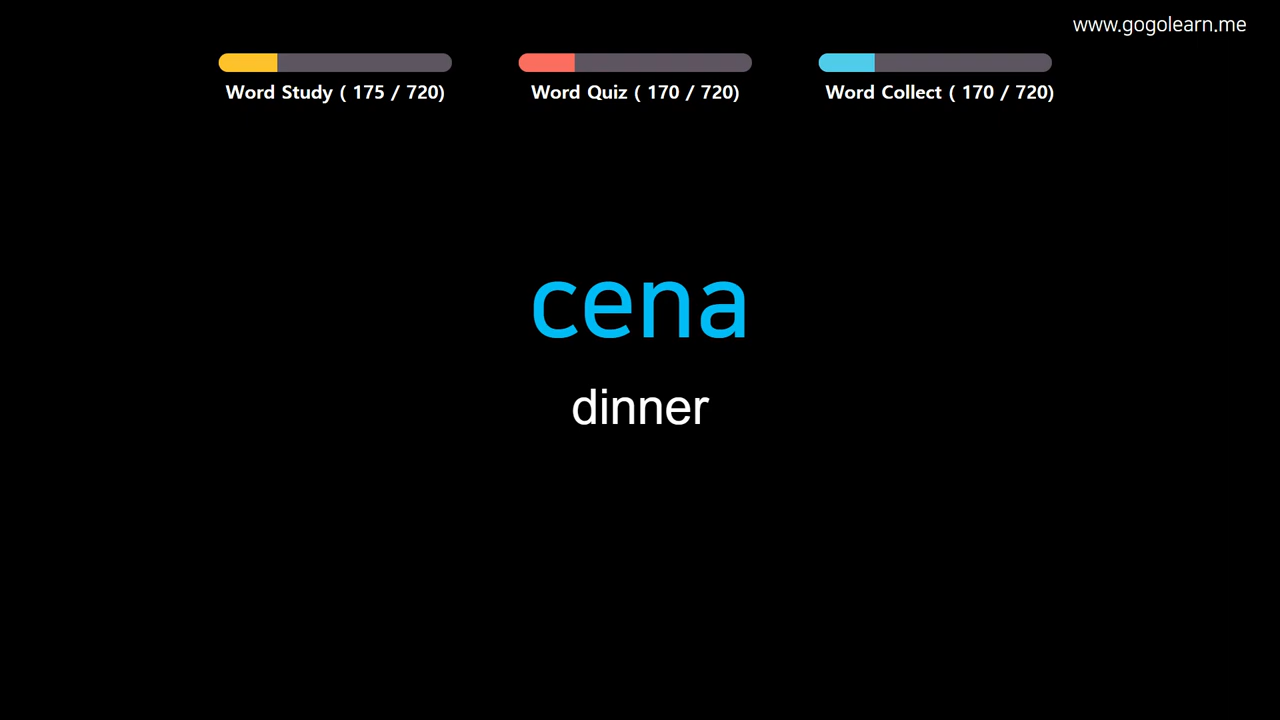 www.gogolearn.me
Word Study ( 175 / 720)
Word Quiz ( 170 / 720)
Word Collect ( 170 / 720)
cena
dinner